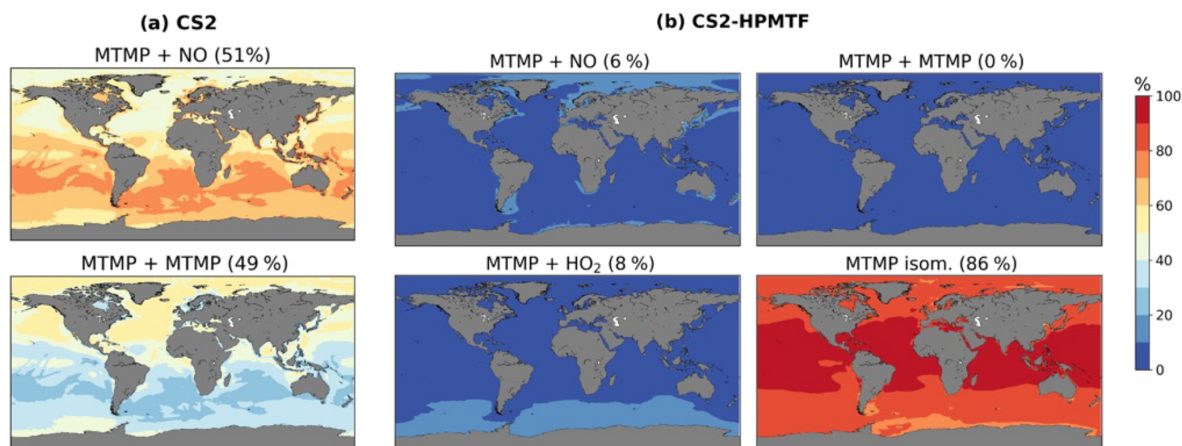 (a) CS2
(b) CS2-HPMTF
MTMP + NO (51%)
MTMP + NO (6 %)
MTMP + MTMP (0 %)
MTMP + MTMP (49 %)
MTMP + HO₂ (8 %)
MTMP isom. (86 %)
%
100
80
60
40
20
0